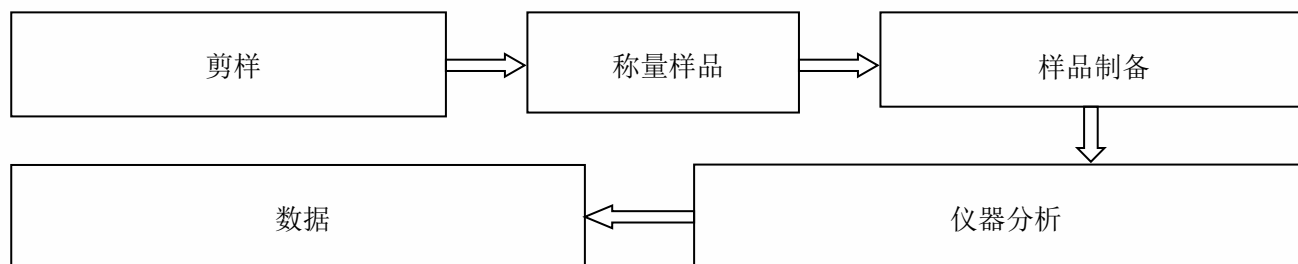 剪样
称量样品
样品制备
仪器分析
数据